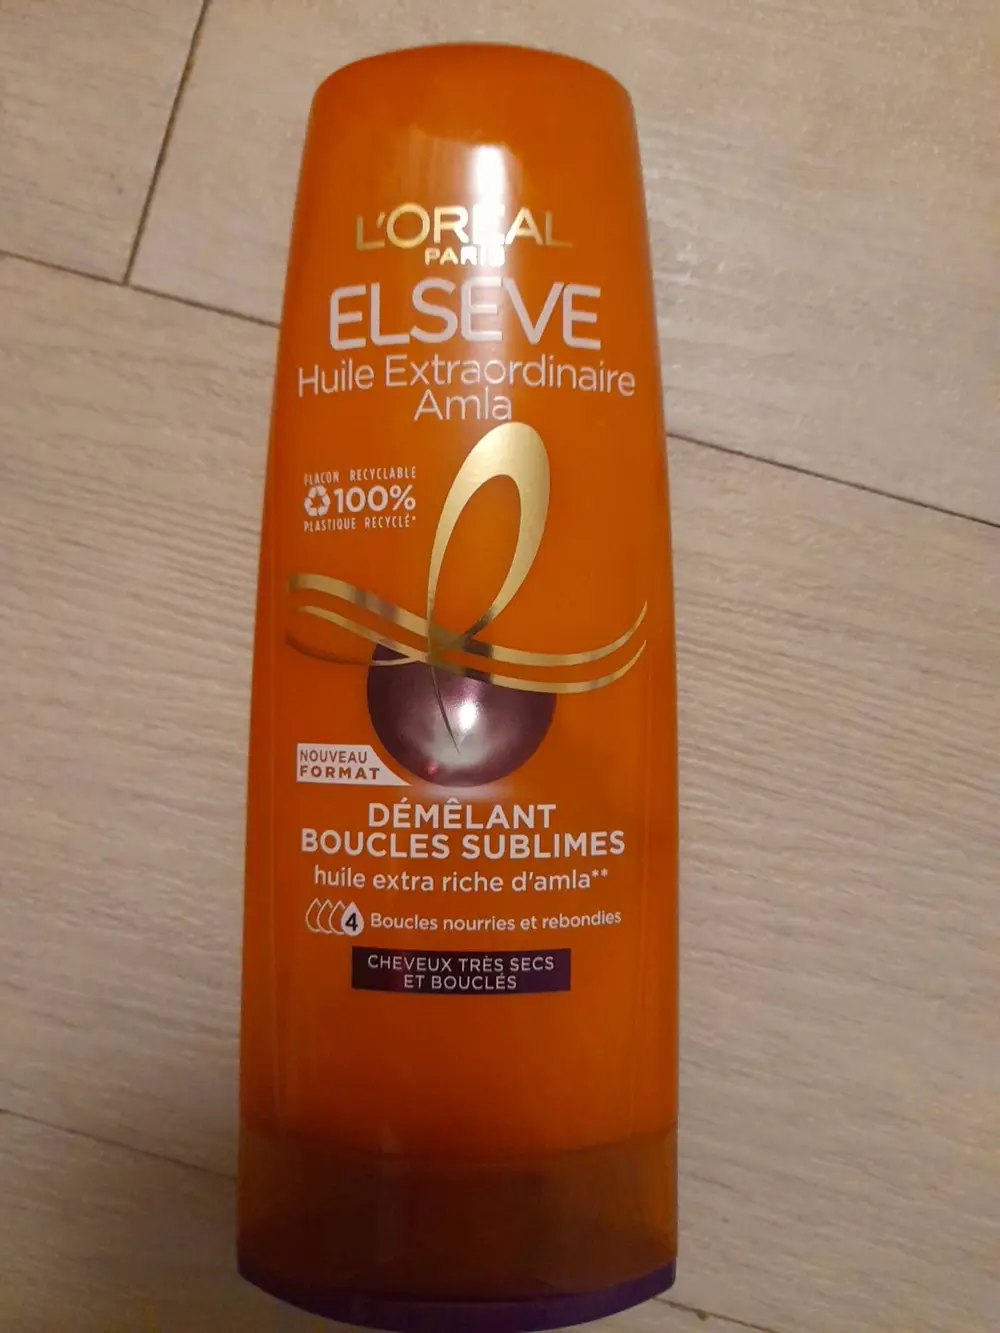 L'ORÉAL
PARIS
ELSEVE
Huile Extraordinaire
Amla
FLACON RECYCLABLE
100%
PLASTIQUE RECYCLÉ*
NOUVEAU
FORMAT
DÉMÊLANT
BOUCLES SUBLIMES
huile extra riche d'amla**
4 Boucles nourries et rebondies
CHEVEUX TRÈS SECS
ET BOUCLÉS